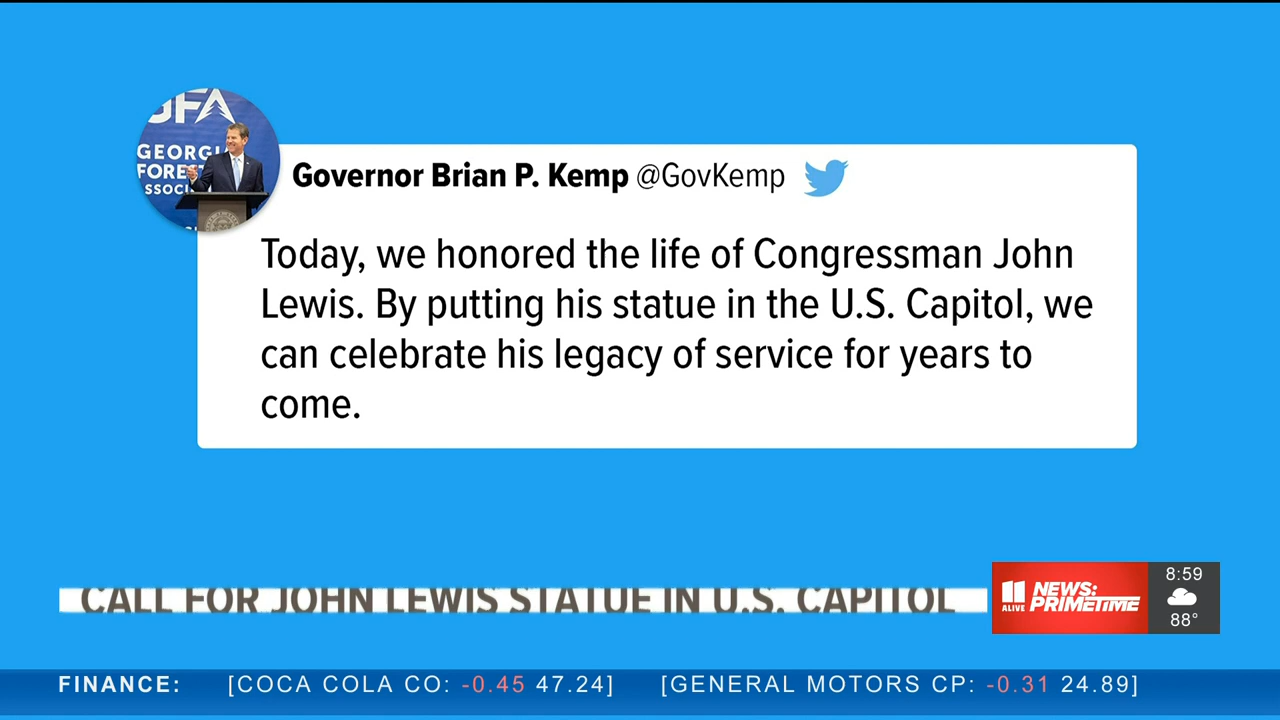 GFA
GEORGIA
FORE
SSOCI
Governor Brian P. Kemp @GovKemp
Today, we honored the life of Congressman John
Lewis. By putting his statue in the U.S. Capitol, we
can celebrate his legacy of service for years to
come.
CALL FOR JOHN LEWIS STATUE IN U.S. CAPITOL
11 ALIVE NEWS: PRIMETIME
8:59
88°
FINANCE: [COCA COLA CO: -0.45 47.24] [GENERAL MOTORS CP: -0.31 24.89]